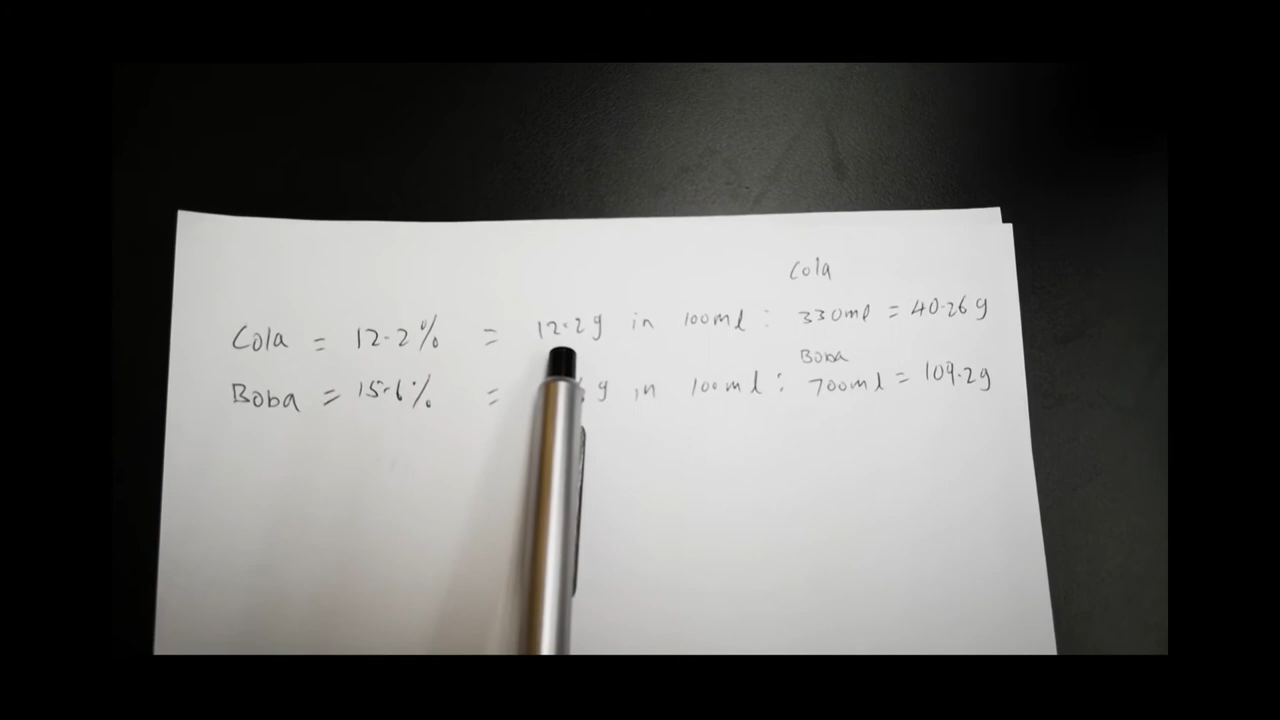 Cola
Cola = 12.2% = 12.2g in 100ml : 330ml = 40.26g
Boba
Boba = 15.6% = g in 100ml : 700ml = 109.2g